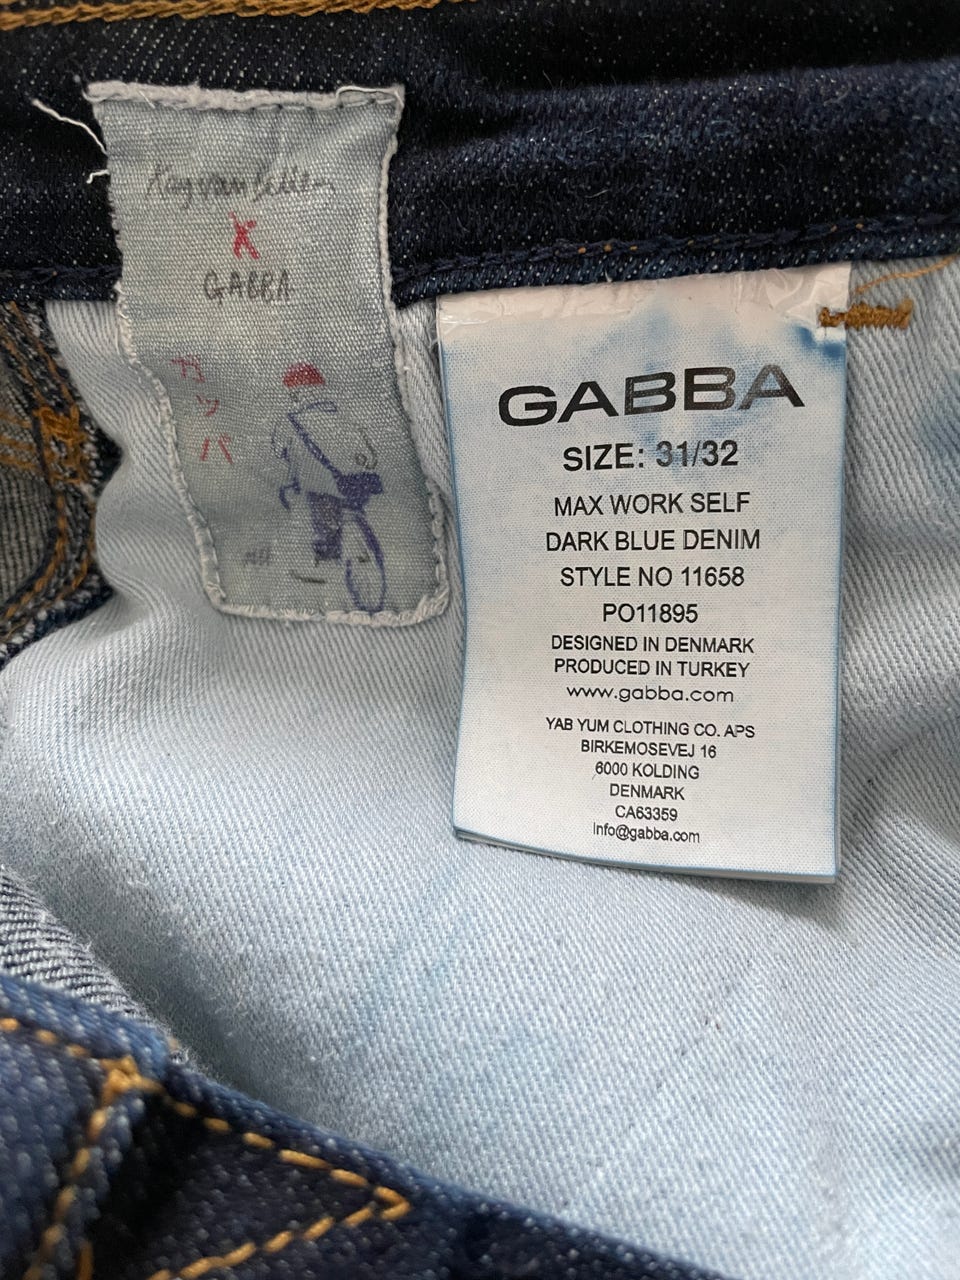 X
GABBA
ガ
ッ
バ
GABBA
SIZE: 31/32
MAX WORK SELF
DARK BLUE DENIM
STYLE NO 11658
PO11895
DESIGNED IN DENMARK
PRODUCED IN TURKEY
www.gabba.com
YAB YUM CLOTHING CO. APS
BIRKEMOSEVEJ 16
6000 KOLDING
DENMARK
CA63359
info@gabba.com